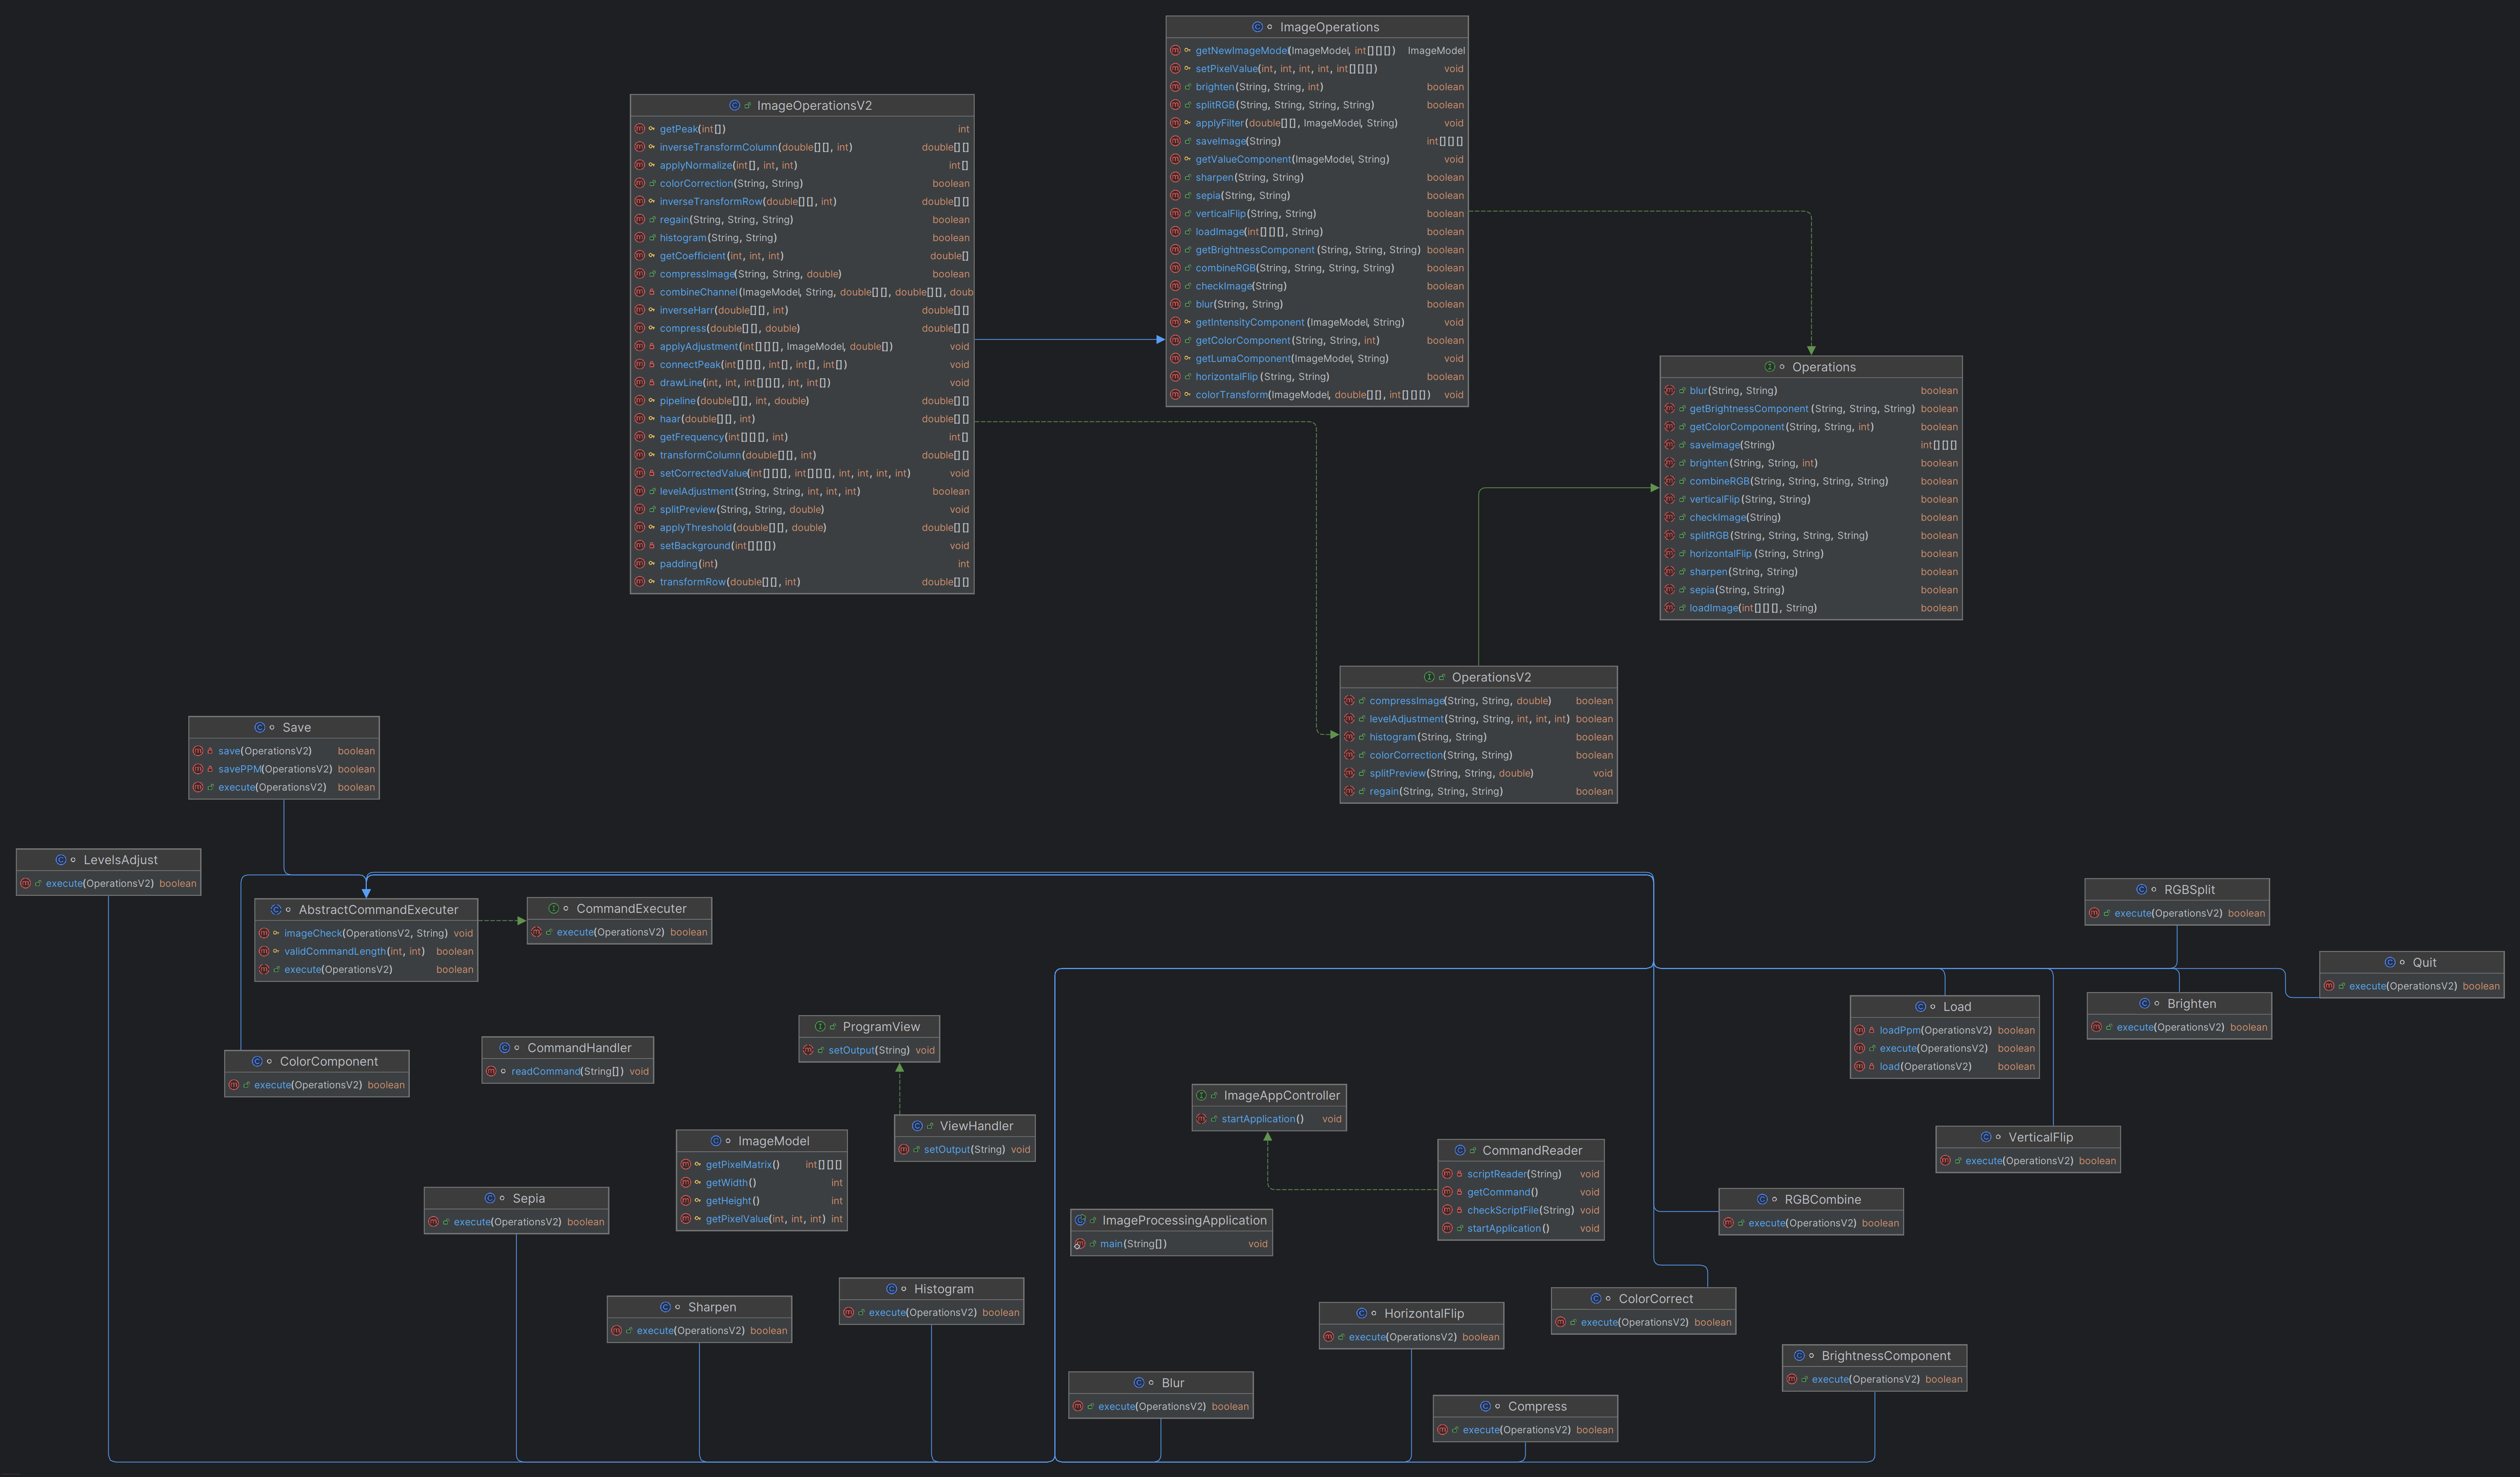 ImageOperations
getNewImageModel(ImageModel, int[][][]) ImageModel
setPixelValue(int, int, int, int, int[][][]) void
brighten(String, String, int) boolean
splitRGB(String, String, String, String) boolean
applyFilter(double[][], ImageModel, String) void
saveImage(String) int[][][]
getValueComponent(ImageModel, String) void
sharpen(String, String) boolean
sepia(String, String) boolean
verticalFlip(String, String) boolean
loadImage(int[][][], String) boolean
getBrightnessComponent(String, String, String) boolean
combineRGB(String, String, String, String) boolean
checkImage(String) boolean
blur(String, String) boolean
getIntensityComponent(ImageModel, String) void
getColorComponent(String, String, int) boolean
getLumaComponent(ImageModel, String) void
horizontalFlip(String, String) boolean
colorTransform(ImageModel, double[][], int[][][]) void
ImageOperationsV2
getPeak(int[]) int
inverseTransformColumn(double[][], int) double[][]
applyNormalize(int[], int, int) int[]
colorCorrection(String, String) boolean
inverseTransformRow(double[][], int) double[][]
regain(String, String, String) boolean
histogram(String, String) boolean
getCoefficient(int, int, int) double[]
compressImage(String, String, double) boolean
combineChannel(ImageModel, String, double[][], double[][], doub
inverseHarr(double[][], int) double[][]
compress(double[][], double) double[][]
applyAdjustment(int[][][], ImageModel, double[]) void
connectPeak(int[][][], int[], int[], int[]) void
drawLine(int, int, int[][][], int, int[]) void
pipeline(double[][], int, double) double[][]
haar(double[][], int) double[][]
getFrequency(int[][][], int) int[]
transformColumn(double[][], int) double[][]
setCorrectedValue(int[][][], int[][][], int, int, int, int) void
levelAdjustment(String, String, int, int, int) boolean
splitPreview(String, String, double) void
applyThreshold(double[][], double) double[][]
setBackground(int[][][]) void
padding(int) int
transformRow(double[][], int) double[][]
Operations
blur(String, String) boolean
getBrightnessComponent(String, String, String) boolean
getColorComponent(String, String, int) boolean
saveImage(String) int[][][]
brighten(String, String, int) boolean
combineRGB(String, String, String, String) boolean
verticalFlip(String, String) boolean
checkImage(String) boolean
splitRGB(String, String, String, String) boolean
horizontalFlip(String, String) boolean
sharpen(String, String) boolean
sepia(String, String) boolean
loadImage(int[][][], String) boolean
OperationsV2
compressImage(String, String, double) boolean
levelAdjustment(String, String, int, int, int) boolean
histogram(String, String) boolean
colorCorrection(String, String) boolean
splitPreview(String, String, double) void
regain(String, String, String) boolean
Save
save(OperationsV2) boolean
savePPM(OperationsV2) boolean
execute(OperationsV2) boolean
LevelsAdjust
execute(OperationsV2) boolean
AbstractCommandExecuter
imageCheck(OperationsV2, String) void
validCommandLength(int, int) boolean
execute(OperationsV2) boolean
CommandExecuter
execute(OperationsV2) boolean
RGBSplit
execute(OperationsV2) boolean
Quit
execute(OperationsV2) boolean
Load
loadPpm(OperationsV2) boolean
execute(OperationsV2) boolean
load(OperationsV2) boolean
Brighten
execute(OperationsV2) boolean
ColorComponent
execute(OperationsV2) boolean
CommandHandler
readCommand(String[]) void
ProgramView
setOutput(String) void
ViewHandler
setOutput(String) void
ImageModel
getPixelMatrix() int[][][]
getWidth() int
getHeight() int
getPixelValue(int, int, int) int
ImageAppController
startApplication() void
CommandReader
scriptReader(String) void
getCommand() void
checkScriptFile(String) void
startApplication() void
VerticalFlip
execute(OperationsV2) boolean
Sepia
execute(OperationsV2) boolean
ImageProcessingApplication
main(String[]) void
RGBCombine
execute(OperationsV2) boolean
Sharpen
execute(OperationsV2) boolean
Histogram
execute(OperationsV2) boolean
HorizontalFlip
execute(OperationsV2) boolean
ColorCorrect
execute(OperationsV2) boolean
Blur
execute(OperationsV2) boolean
Compress
execute(OperationsV2) boolean
BrightnessComponent
execute(OperationsV2) boolean